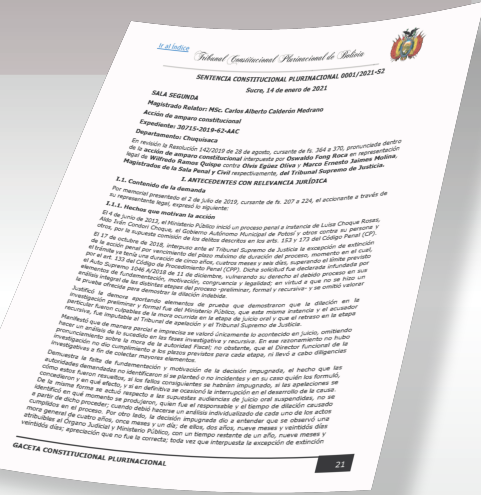 Ir al Índice
Tribunal Constitucional Plurinacional de Bolivia
SENTENCIA CONSTITUCIONAL PLURINACIONAL 0001/2021-S2
Sucre, 14 de enero de 2021
SALA SEGUNDA
Magistrado Relator: MSc. Carlos Alberto Calderón Medrano
Acción de amparo constitucional
Expediente: 30715-2019-62-AAC
Departamento: Chuquisaca
En revisión la Resolución 142/2019 de 28 de agosto, cursante de fs. 364 a 370, pronunciada dentro
de la acción de amparo constitucional interpuesta por Oswaldo Fong Roca en representación
legal de Wilfredo Ramos Quispe contra Olvis Egüez Oliva y Marco Ernesto Jaimes Molina,
Magistrados de la Sala Penal y Civil respectivamente, del Tribunal Supremo de Justicia.
I. ANTECEDENTES CON RELEVANCIA JURÍDICA
I.1. Contenido de la demanda
Por memorial presentado el 2 de julio de 2019, cursante de fs. 207 a 224, el accionante a través de
su representante legal, expresó lo siguiente:
I.1.1. Hechos que motivan la acción
El 4 de junio de 2013, el Ministerio Público inició un proceso penal a instancia de Luisa Choque Rosas,
Aldo Iván Condori Choque, el Gobierno Autónomo Municipal de Potosí y otros contra su persona y
otros, por la supuesta comisión de los delitos descritos en los arts. 153 y 173 del Código Penal (CP).
El 17 de octubre de 2018, interpuso ante el Tribunal Supremo de Justicia la excepción de extinción
de la acción penal por vencimiento del plazo máximo de duración del proceso, momento en el cual,
el trámite ya tenía una duración de cinco años, cuatro meses y seis días, superando el límite previsto
por el art. 133 del Código de Procedimiento Penal (CPP). Dicha solicitud fue declarada infundada por
el Auto Supremo 1046 A/2018 de 11 de diciembre, vulnerando su derecho al debido proceso en sus
elementos de fundamentación, motivación, congruencia y legalidad; en virtud a que no se hizo un
análisis integral de las distintas etapas del proceso -preliminar, formal y recursiva- y se omitió valorar
la prueba ofrecida para demostrar la dilación indebida.
Justificó la demora aportando elementos de prueba que demostraron que la dilación en la
investigación preliminar y formal fue del Ministerio Público, que esta misma instancia y el acusador
particular fueron culpables de la mora ocurrida en la etapa de juicio oral y que el retraso en la etapa
recursiva, fue imputable al Tribunal de apelación y el Tribunal Supremo de Justicia.
Manifestó que de manera parcial e imprecisa se valoró únicamente lo acontecido en juicio, omitiendo
hacer un análisis de lo sucedido en las fases investigativa y recursiva. En ese razonamiento no hubo
pronunciamiento sobre la mora de la autoridad Fiscal; no obstante, que el Director funcional de la
investigación no dio cumplimiento a los plazos previstos para cada etapa, ni llevó a cabo diligencias
investigativas a fin de colectar mayores elementos.
Demuestra la falta de fundamentación y motivación de la decisión impugnada, el hecho que las
autoridades demandadas no identificaron si se planteó o no incidentes y en su caso quién los formuló,
cómo estos fueron resueltos, si los fallos consiguientes se habrían impugnado, si las apelaciones se
concedieron y en qué efecto, y si en definitiva se ocasionó la interrupción en el desarrollo de la causa.
De la misma forma se actuó respecto a las supuestas audiencias de juicio oral suspendidas, no se
identificó en qué momento se produjeron, quien fue el responsable y el tiempo de dilación causado
a partir de dicho proceder; cuando debió hacerse un análisis individualizado de cada uno de los actos
cumplidos en el proceso. Por otro lado, la decisión impugnada dio a entender que se observó una
mora general de cuatro años, once meses y un día; de ellos, dos años, nueve meses y veintidós días
atribuibles al Órgano Judicial y Ministerio Público, con un tiempo restante de un año, nueve meses y
veintidós días; apreciación que no fue la correcta; toda vez que interpuesta la excepción de extinción
GACETA CONSTITUCIONAL PLURINACIONAL
21